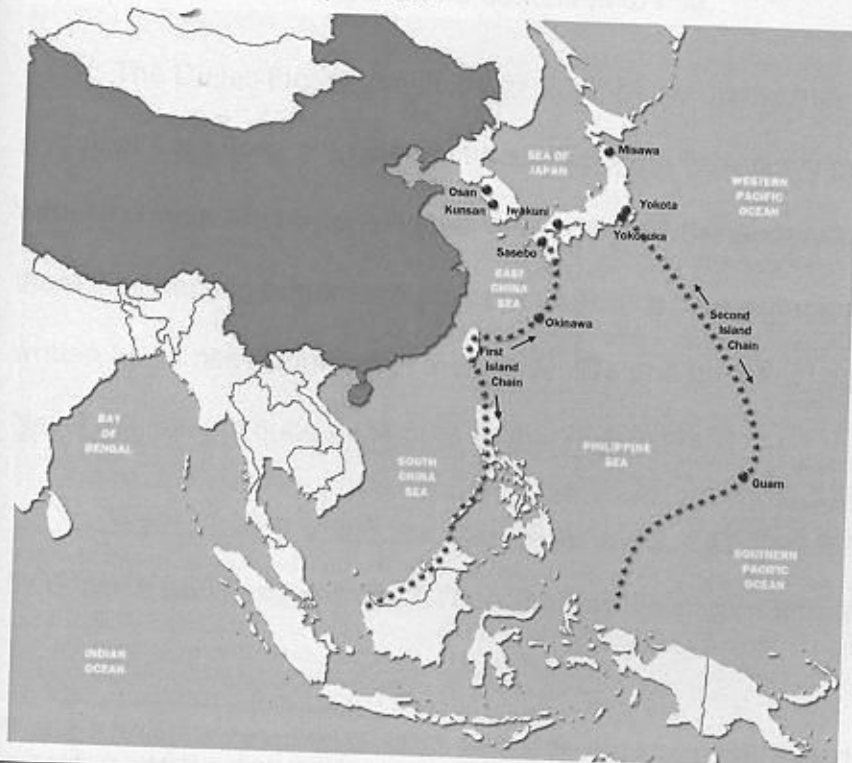 SEA OF
JAPAN
Misawa
WESTERN
PACIFIC
OCEAN
Osan
Kunsan
Iwakuni
Yokota
Yokosuka
Sasebo
EAST
CHINA
SEA
Okinawa
Second
Island
Chain
First
Island
Chain
BAY
OF
BENGAL
SOUTH
CHINA
SEA
PHILIPPINE
SEA
Guam
SOUTHERN
PACIFIC
OCEAN
INDIAN
OCEAN